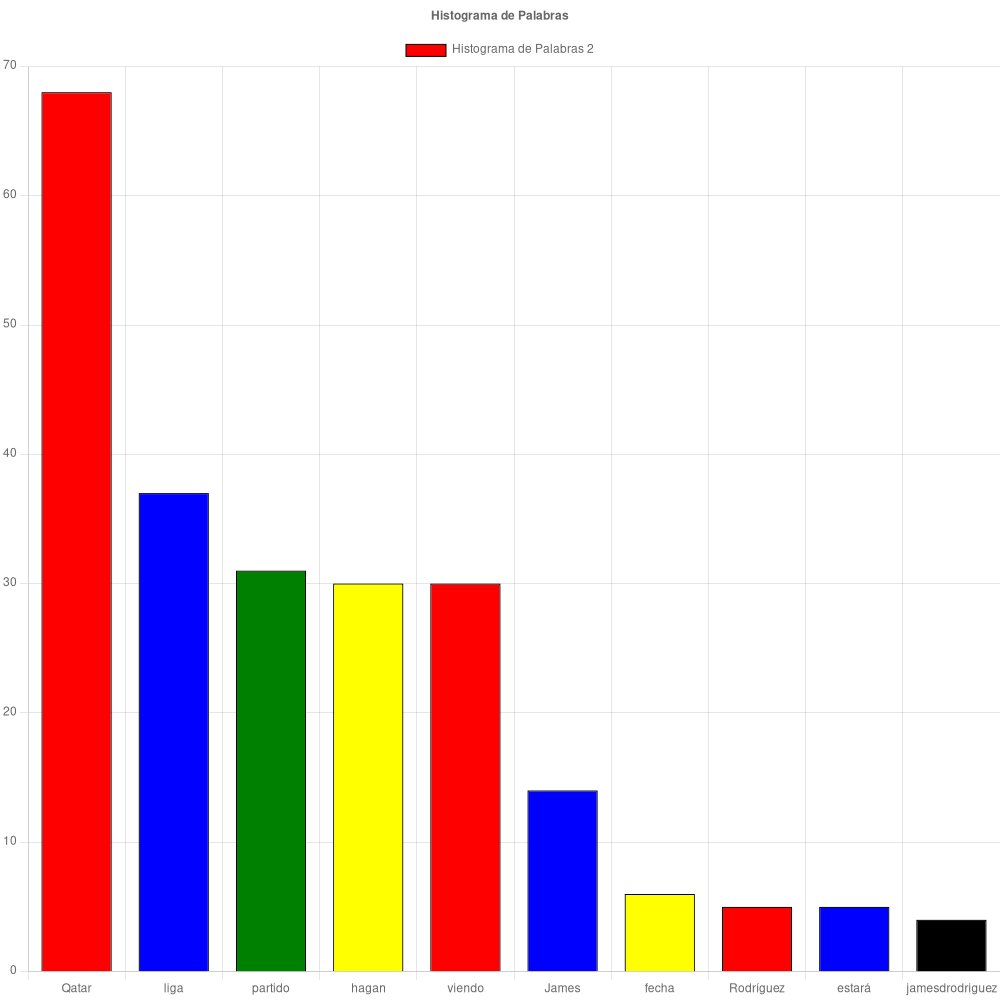 Histograma de Palabras
Histograma de Palabras 2
70
60
50
40
30
20
10
0
Qatar liga partido hagan viendo James fecha Rodríguez estará jamesdrodriguez